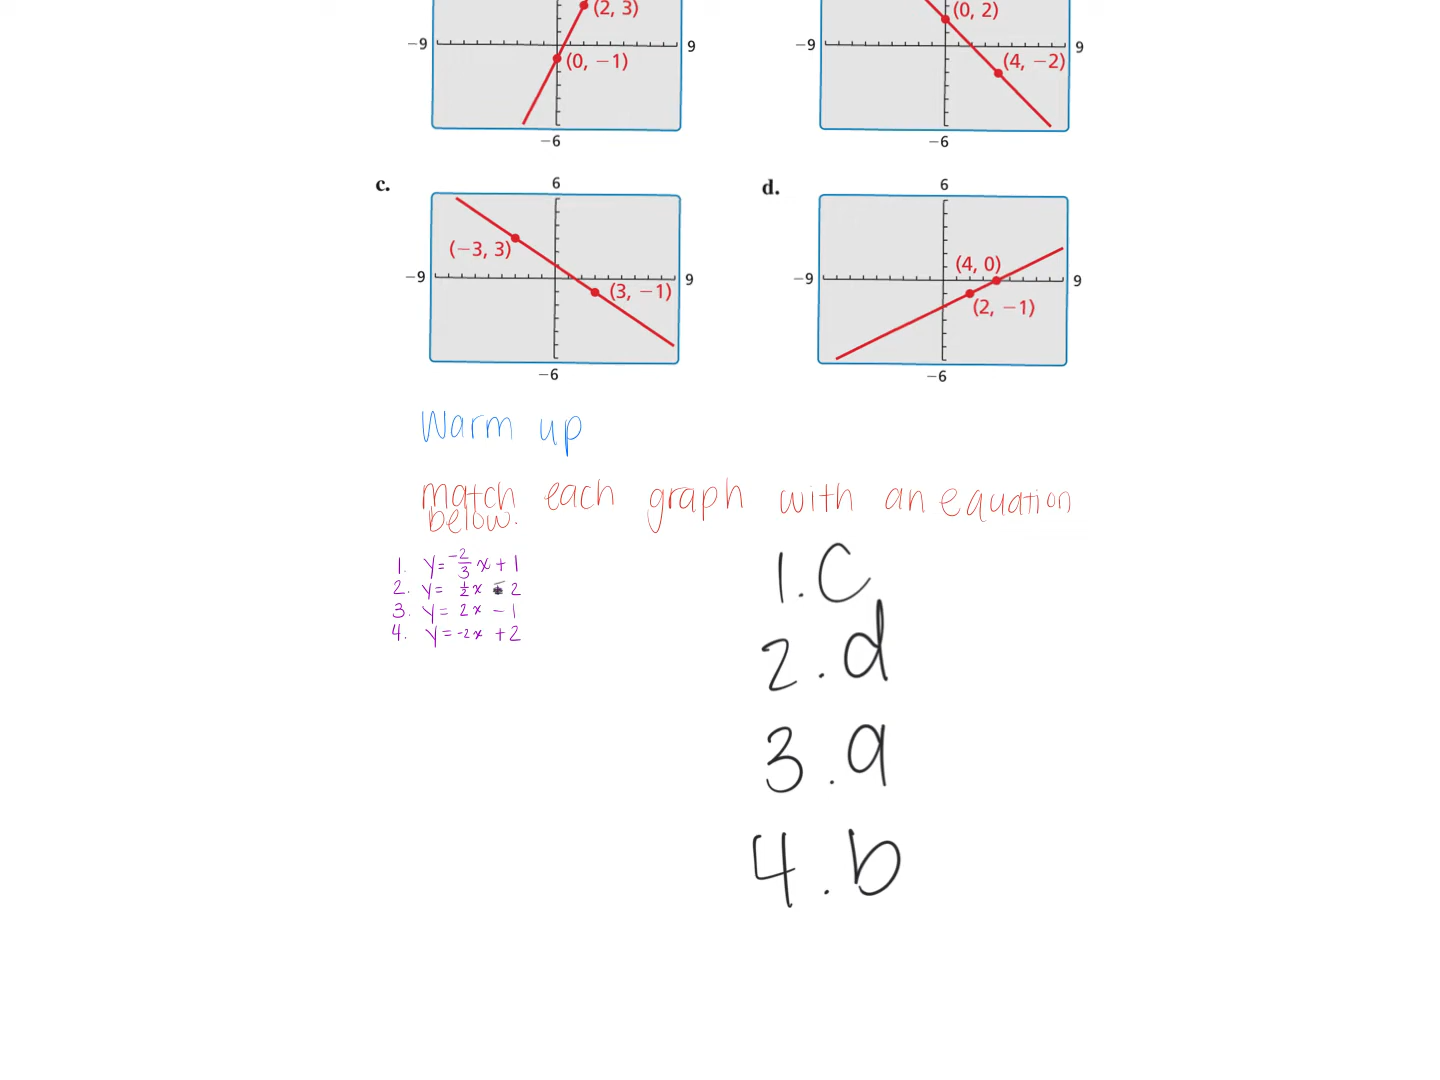 (2, 3)
(0, 2)
−9
9
−9
9
(0, −1)
(4, −2)
−6
−6
c.
6
d.
6
(−3, 3)
(4, 0)
−9
9
−9
9
(3, −1)
(2, −1)
−6
−6
Warm up
match each graph with an equation
below.
1. y = -2/3 x + 1
2. y = 1/2 x - 2
3. y = 2x - 1
4. y = -2x + 2
1. C
2. d
3. a
4. b